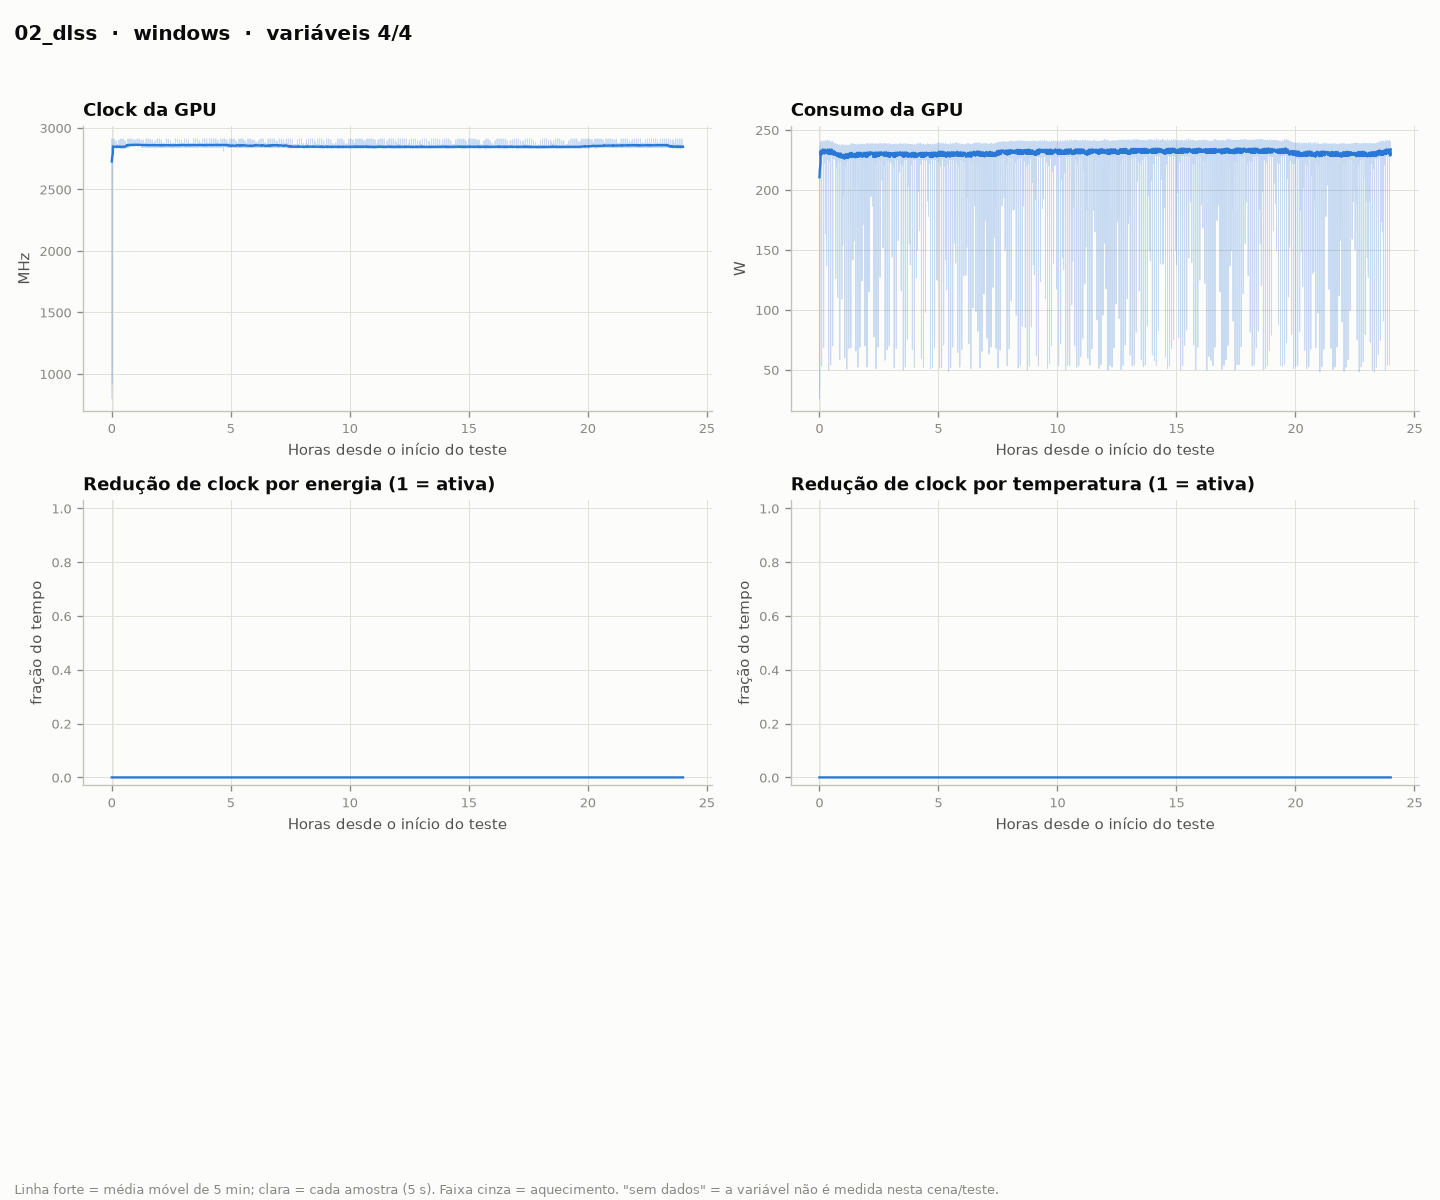 02_dlss · windows · variáveis 4/4
Clock da GPU
Consumo da GPU
3000
2500
2000
1500
1000
MHz
0 5 10 15 20 25
Horas desde o início do teste
250
200
150
100
50
W
0 5 10 15 20 25
Horas desde o início do teste
Redução de clock por energia (1 = ativa)
Redução de clock por temperatura (1 = ativa)
1.0
0.8
0.6
0.4
0.2
0.0
fração do tempo
0 5 10 15 20 25
Horas desde o início do teste
1.0
0.8
0.6
0.4
0.2
0.0
fração do tempo
0 5 10 15 20 25
Horas desde o início do teste
Linha forte = média móvel de 5 min; clara = cada amostra (5 s). Faixa cinza = aquecimento. "sem dados" = a variável não é medida nesta cena/teste.